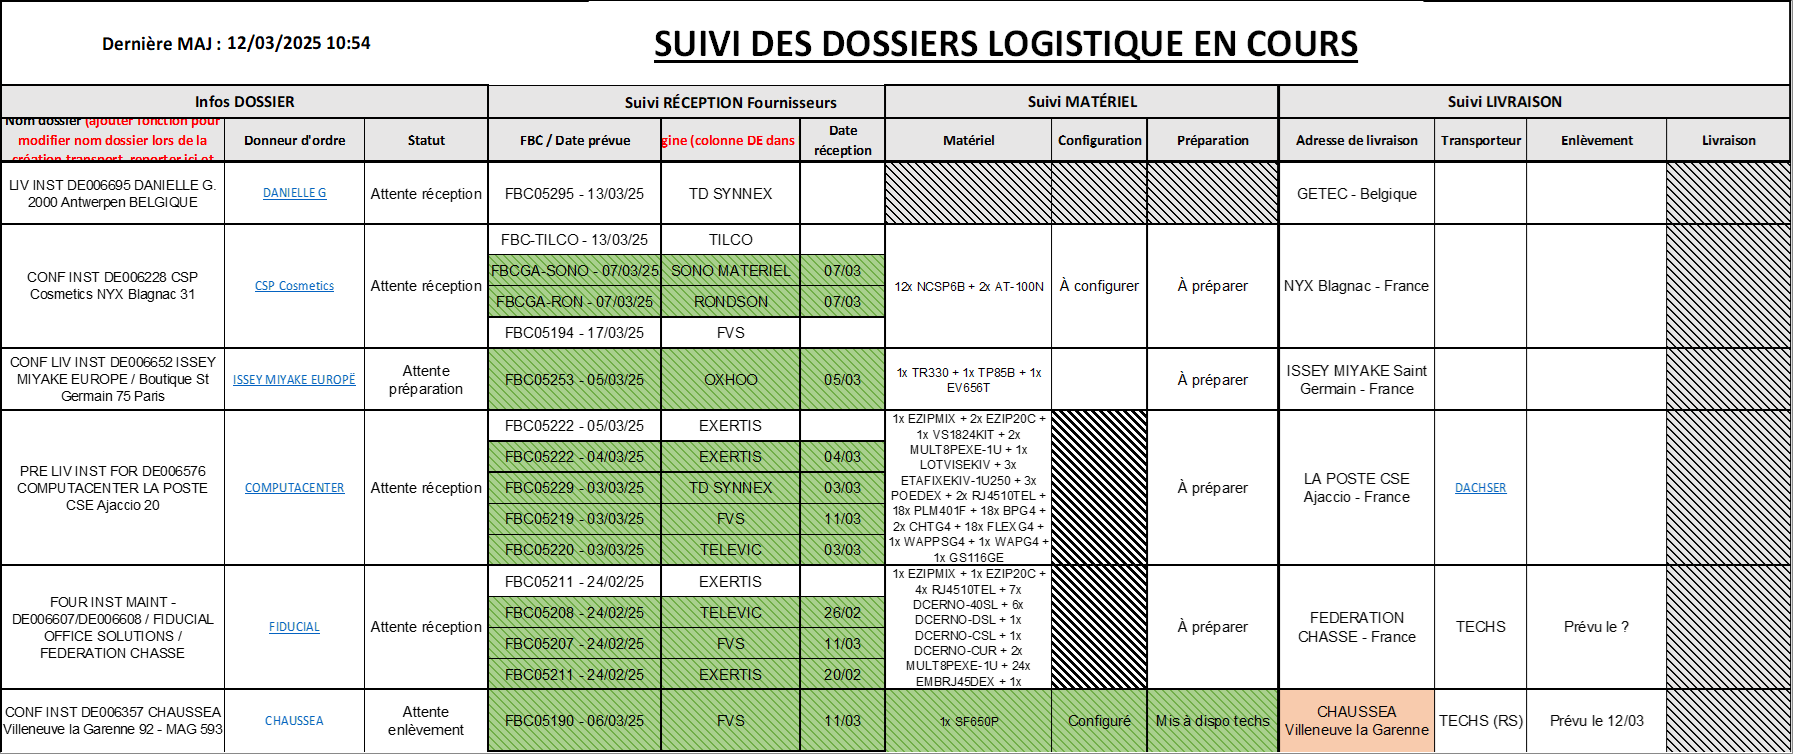 Dernière MAJ : 12/03/2025 10:54
SUIVI DES DOSSIERS LOGISTIQUE EN COURS
Infos DOSSIER
Suivi RÉCEPTION Fournisseurs
Suivi MATÉRIEL
Suivi LIVRAISON
Nom dossier (ajouter fonction pour
modifier nom dossier lors de la
création transport, reporter ici et
Donneur d'ordre
Statut
FBC / Date prévue
gine (colonne DE dans
Date
réception
Matériel
Configuration
Préparation
Adresse de livraison
Transporteur
Enlèvement
Livraison
LIV INST DE006695 DANIELLE G.
2000 Antwerpen BELGIQUE
DANIELLE G
Attente réception
FBC05295 - 13/03/25
TD SYNNEX
GETEC - Belgique
CONF INST DE006228 CSP
Cosmetics NYX Blagnac 31
CSP Cosmetics
Attente réception
FBC-TILCO - 13/03/25
TILCO
FBCGA-SONO - 07/03/25
SONO MATERIEL
07/03
FBCGA-RON - 07/03/25
RONDSON
07/03
FBC05194 - 17/03/25
FVS
12x NCSP6B + 2x AT-100N
À configurer
À préparer
NYX Blagnac - France
CONF LIV INST DE006652 ISSEY
MIYAKE EUROPE / Boutique St
Germain 75 Paris
ISSEY MIYAKE EUROPË
Attente
préparation
FBC05253 - 05/03/25
OXHOO
05/03
1x TR330 + 1x TP85B + 1x
EV656T
À préparer
ISSEY MIYAKE Saint
Germain - France
PRE LIV INST FOR DE006576
COMPUTACENTER LA POSTE
CSE Ajaccio 20
COMPUTACENTER
Attente réception
FBC05222 - 05/03/25
EXERTIS
FBC05222 - 04/03/25
EXERTIS
04/03
FBC05229 - 03/03/25
TD SYNNEX
03/03
FBC05219 - 03/03/25
FVS
11/03
FBC05220 - 03/03/25
TELEVIC
03/03
1x EZIPMIX + 2x EZIP20C +
1x VS1824KIT + 2x
MULT8PEXE-1U + 1x
LOTVISEKIV + 3x
ETAFIXEKIV-1U250 + 3x
POEDEX + 2x RJ4510TEL +
18x PLM401F + 18x BPG4 +
2x CHTG4 + 18x FLEXG4 +
1x WAPPSG4 + 1x WAPG4 +
1x GS116GE
À préparer
LA POSTE CSE
Ajaccio - France
DACHSER
FOUR INST MAINT -
DE006607/DE006608 / FIDUCIAL
OFFICE SOLUTIONS /
FEDERATION CHASSE
FIDUCIAL
Attente réception
FBC05211 - 24/02/25
EXERTIS
FBC05208 - 24/02/25
TELEVIC
26/02
FBC05207 - 24/02/25
FVS
11/03
FBC05211 - 24/02/25
EXERTIS
20/02
1x EZIPMIX + 1x EZIP20C +
4x RJ4510TEL + 7x
DCERNO-40SL + 6x
DCERNO-DSL + 1x
DCERNO-CSL + 1x
DCERNO-CUR + 2x
MULT8PEXE-1U + 24x
EMBRJ45DEX + 1x
À préparer
FEDERATION
CHASSE - France
TECHS
Prévu le ?
CONF INST DE006357 CHAUSSEA
Villeneuve la Garenne 92 - MAG 593
CHAUSSEA
Attente
enlèvement
FBC05190 - 06/03/25
FVS
11/03
1x SF650P
Configuré
Mis à dispo techs
CHAUSSEA
Villeneuve la Garenne
TECHS (RS)
Prévu le 12/03